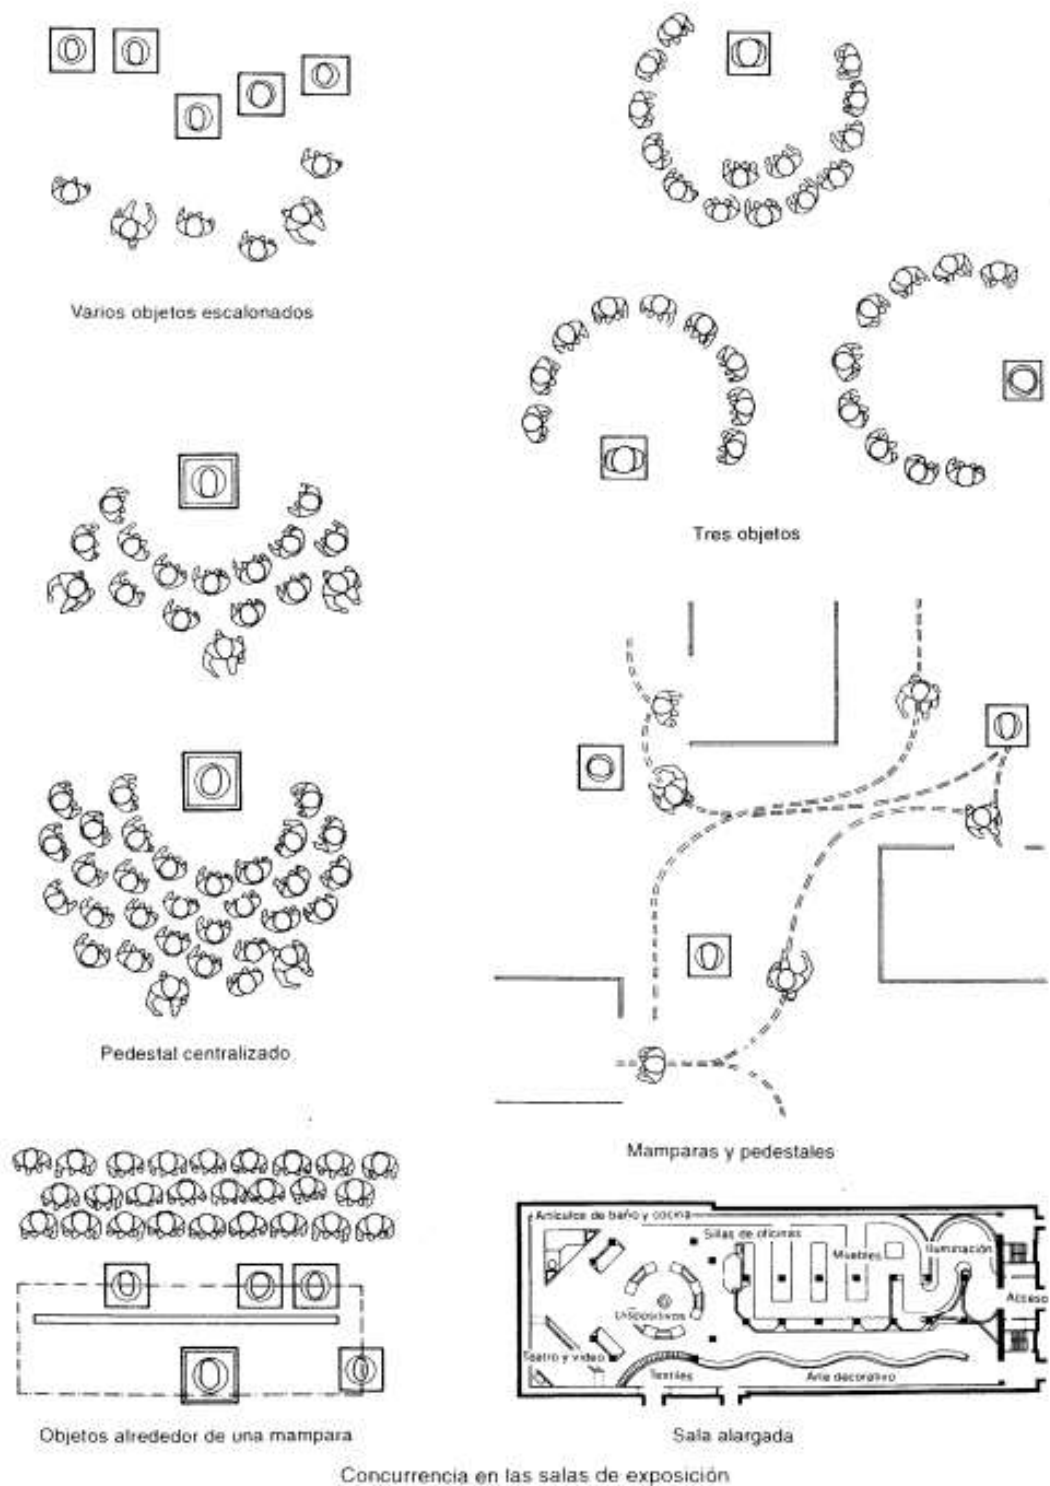 Varios objetos escalonados
Tres objetos
Pedestal centralizado
Mamparas y pedestales
Artículos de baño y cocina
Sillas de oficinas
Muebles
Iluminación
Acceso
Dispositivos
Teatro y video
Textiles
Arte decorativo
Objetos alrededor de una mampara
Sala alargada
Concurrencia en las salas de exposición